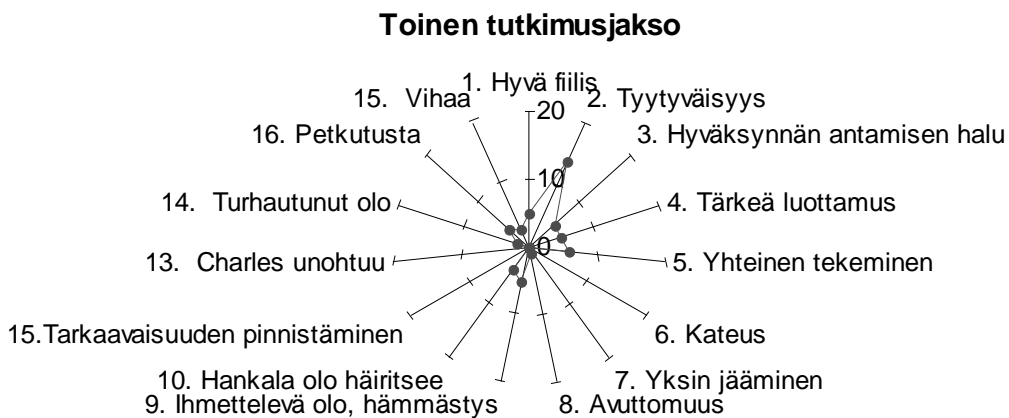 Toinen tutkimusjakso
1. Hyvä fiilis
2. Tyytyväisyys
3. Hyväksynnän antamisen halu
4. Tärkeä luottamus
5. Yhteinen tekeminen
6. Kateus
7. Yksin jääminen
8. Avuttomuus
9. Ihmettelevä olo, hämmästys
10. Hankala olo häiritsee
15.Tarkaavaisuuden pinnistäminen
13. Charles unohtuu
14. Turhautunut olo
16. Petkutusta
15. Vihaa
20
10
0